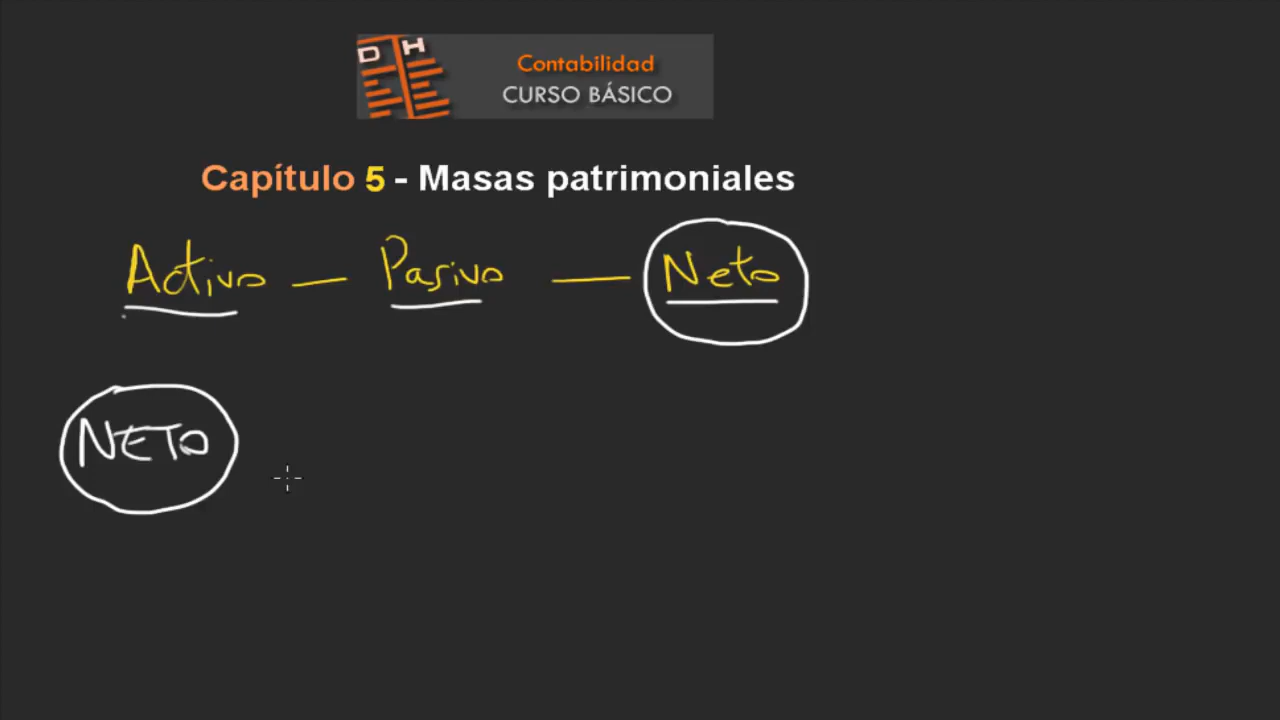 D H
Contabilidad
CURSO BÁSICO
Capítulo 5 - Masas patrimoniales
Activo — Pasivo — Neto
NETO